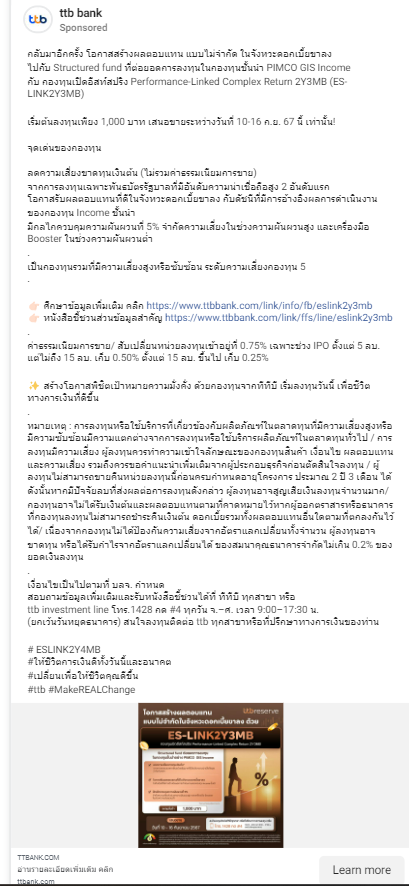 ttb
ttb bank
Sponsored
กลับมาอีกครั้ง โอกาสสร้างผลตอบแทน แบบไม่จำกัด ในจังหวะดอกเบี้ยขาลง
ไปกับ Structured fund ที่ต่อยอดการลงทุนในกองทุนชั้นนำ PIMCO GIS Income
กับ กองทุนเปิดอีสท์สปริง Performance-Linked Complex Return 2Y3MB (ES-
LINK2Y3MB)
เริ่มต้นลงทุนเพียง 1,000 บาท เสนอขายระหว่างวันที่ 10-16 ก.ย. 67 นี้ เท่านั้น!
จุดเด่นของกองทุน
ลดความเสี่ยงขาดทุนเงินต้น (ไม่รวมค่าธรรมเนียมการขาย)
จากการลงทุนเฉพาะพันธบัตรรัฐบาลที่มีอันดับความน่าเชื่อถือสูง 2 อันดับแรก
โอกาสรับผลตอบแทนที่ดีในจังหวะดอกเบี้ยขาลง กับดัชนีที่มีการอ้างอิงผลการดำเนินงาน
ของกองทุน Income ชั้นนำ
มีกลไกควบคุมความผันผวนที่ 5% จำกัดความเสี่ยงในช่วงความผันผวนสูง และเครื่องมือ
Booster ในช่วงความผันผวนต่ำ
.
เป็นกองทุนรวมที่มีความเสี่ยงสูงหรือซับซ้อน ระดับความเสี่ยงกองทุน 5
.
👉🏻 ศึกษาข้อมูลเพิ่มเติม คลิก https://www.ttbbank.com/link/info/fb/eslink2y3mb
👉🏻 หนังสือชี้ชวนส่วนข้อมูลสำคัญ https://www.ttbbank.com/link/ffs/line/eslink2y3mb
.
ค่าธรรมเนียมการขาย/ สับเปลี่ยนหน่วยลงทุนเข้าอยู่ที่ 0.75% เฉพาะช่วง IPO ตั้งแต่ 5 ลบ.
แต่ไม่ถึง 15 ลบ. เก็บ 0.50% ตั้งแต่ 15 ลบ. ขึ้นไป เก็บ 0.25%
✨ สร้างโอกาสพิชิตเป้าหมายความมั่งคั่ง ด้วยกองทุนจากทีทีบี เริ่มลงทุนวันนี้ เพื่อชีวิต
ทางการเงินที่ดีขึ้น
.
หมายเหตุ : การลงทุนหรือใช้บริการที่เกี่ยวข้องกับผลิตภัณฑ์ในตลาดทุนที่มีความเสี่ยงสูงหรือ
มีความซับซ้อนมีความแตกต่างจากการลงทุนหรือใช้บริการผลิตภัณฑ์ในตลาดทุนทั่วไป / การ
ลงทุนมีความเสี่ยง ผู้ลงทุนควรทำความเข้าใจลักษณะของกองทุนสินค้า เงื่อนไข ผลตอบแทน
และความเสี่ยง รวมถึงควรขอคำแนะนำเพิ่มเติมจากผู้ประกอบธุรกิจก่อนตัดสินใจลงทุน / ผู้
ลงทุนไม่สามารถขายคืนหน่วยลงทุนนี้ก่อนครบกำหนดอายุโครงการ ประมาณ 2 ปี 3 เดือน ได้
ดังนั้นหากมีปัจจัยลบที่ส่งผลต่อการลงทุนดังกล่าว ผู้ลงทุนอาจสูญเสียเงินลงทุนจำนวนมาก/
กองทุนอาจไม่ได้รับเงินต้นและผลตอบแทนตามที่คาดหมายไว้หากผู้ออกตราสารหรือธนาคาร
ที่กองทุนลงทุนไม่สามารถชำระคืนเงินต้น ดอกเบี้ยรวมทั้งผลตอบแทนอื่นใดตามที่ตกลงกันไว้
ได้/ เนื่องจากกองทุนไม่ได้ป้องกันความเสี่ยงจากอัตราแลกเปลี่ยนทั้งจำนวน ผู้ลงทุนอาจ
ขาดทุน หรือได้รับกำไรจากอัตราแลกเปลี่ยนได้ ของสมนาคุณธนาคารจำกัดไม่เกิน 0.2% ของ
ยอดเงินลงทุน
.
เงื่อนไขเป็นไปตามที่ บลจ. กำหนด
สอบถามข้อมูลเพิ่มเติมและรับหนังสือชี้ชวนได้ที่ ทีทีบี ทุกสาขา หรือ
ttb investment line โทร.1428 กด #4 ทุกวัน จ.–ศ. เวลา 9:00–17:30 น.
(ยกเว้นวันหยุดธนาคาร) สนใจลงทุนติดต่อ ttb ทุกสาขาหรือที่ปรึกษาทางการเงินของท่าน
# ESLINK2Y4MB
#ให้ชีวิตการเงินดีทั้งวันนี้และอนาคต
#เปลี่ยนเพื่อให้ชีวิตคุณดีขึ้น
#ttb #MakeREALChange
ttb reserve
โอกาสสร้างผลตอบแทน
แบบไม่จำกัดในจังหวะดอกเบี้ยขาลง ด้วย
ES-LINK2Y3MB
%
1,000 บาท
TTBBANK.COM
อ่านรายละเอียดเพิ่มเติม คลิก
ttbbank.com
Learn more